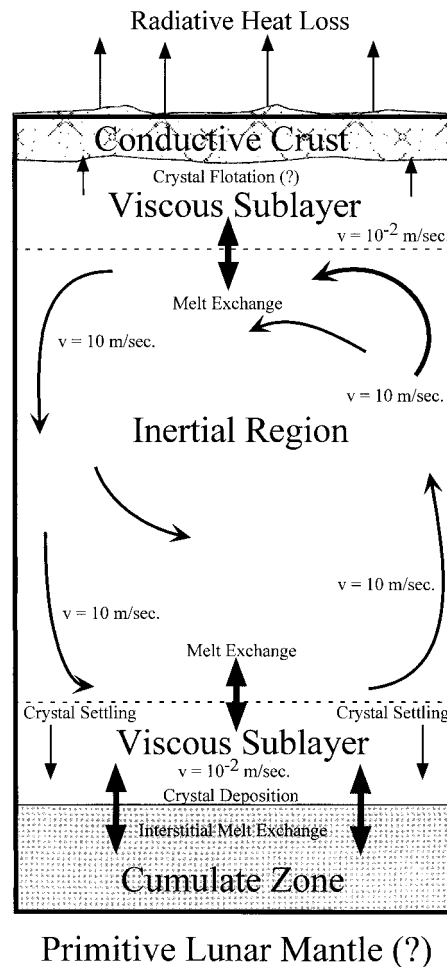 Radiative Heat Loss
Conductive Crust
Crystal Flotation (?)
Viscous Sublayer
v = 10⁻² m/sec.
Melt Exchange
v = 10 m/sec.
v = 10 m/sec.
Inertial Region
v = 10 m/sec.
v = 10 m/sec.
Melt Exchange
Crystal Settling
Crystal Settling
Viscous Sublayer
v = 10⁻² m/sec.
Crystal Deposition
Interstitial Melt Exchange
Cumulate Zone
Primitive Lunar Mantle (?)